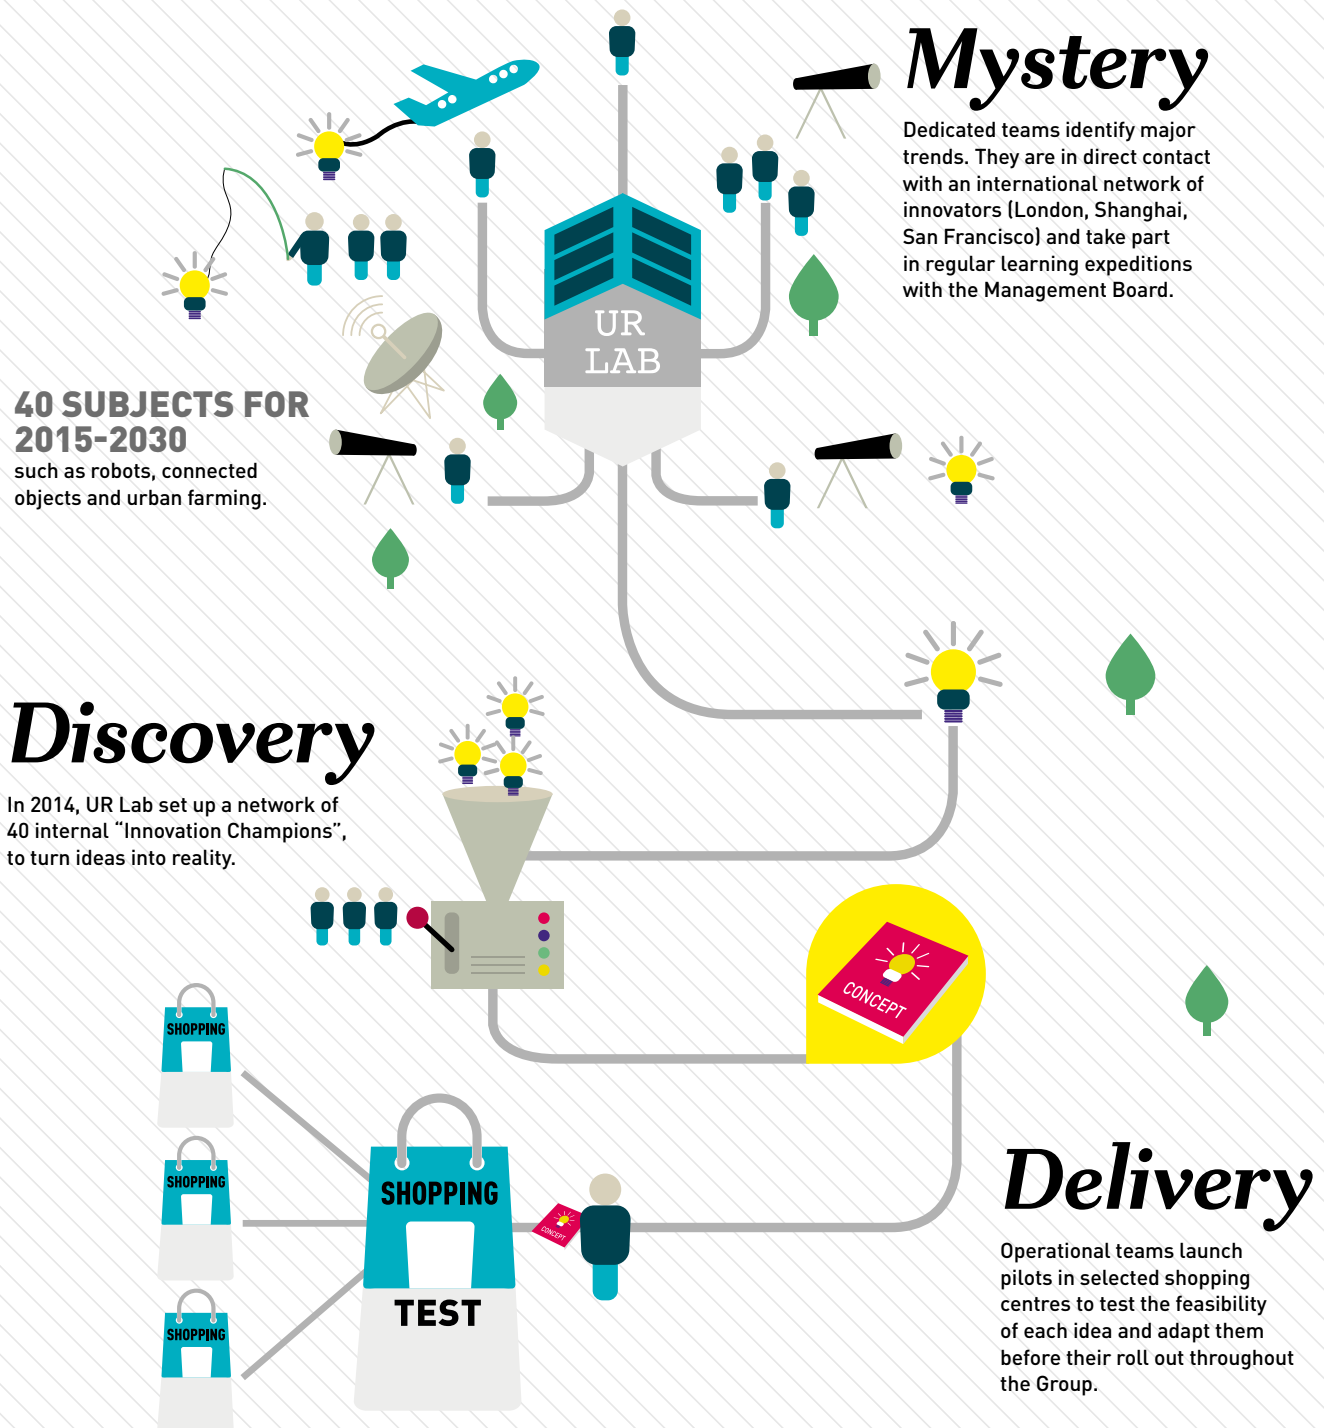 Mystery
Dedicated teams identify major
trends. They are in direct contact
with an international network of
innovators (London, Shanghai,
San Francisco) and take part
in regular learning expeditions
with the Management Board.
UR
LAB
40 SUBJECTS FOR
2015-2030
such as robots, connected
objects and urban farming.
Discovery
In 2014, UR Lab set up a network of
40 internal “Innovation Champions”,
to turn ideas into reality.
CONCEPT
SHOPPING
SHOPPING
SHOPPING
SHOPPING
TEST
CONCEPT
Delivery
Operational teams launch
pilots in selected shopping
centres to test the feasibility
of each idea and adapt them
before their roll out throughout
the Group.